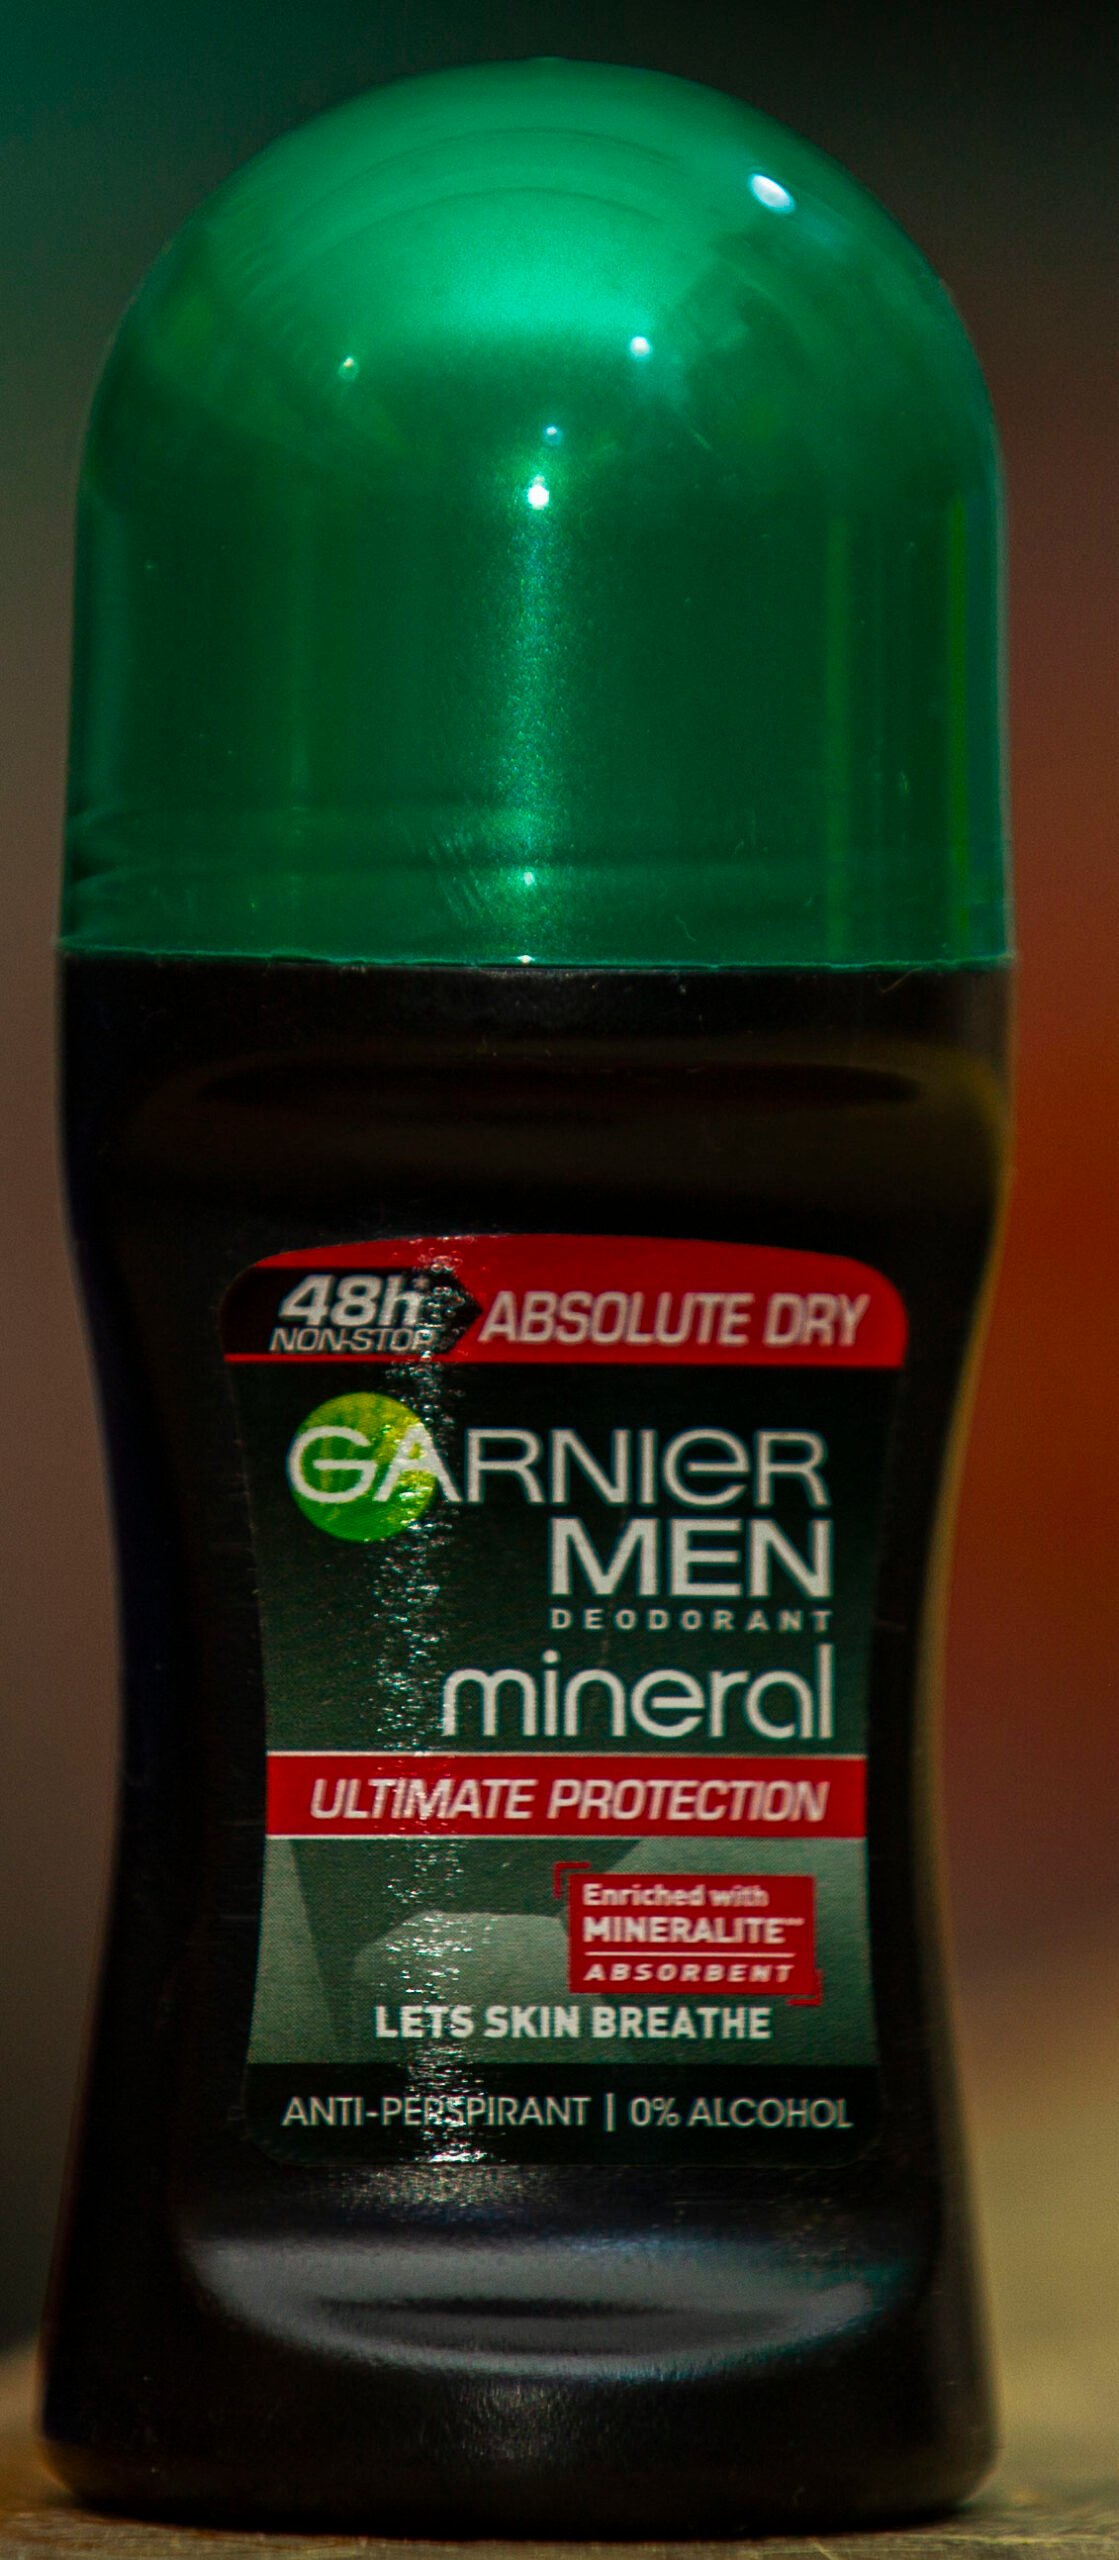 48h* ABSOLUTE DRY
NON-STOP
GARNIER
MEN
DEODORANT
mineral
ULTIMATE PROTECTION
Enriched with
MINERALITE™
ABSORBENT
LETS SKIN BREATHE
ANTI-PERSPIRANT | 0% ALCOHOL